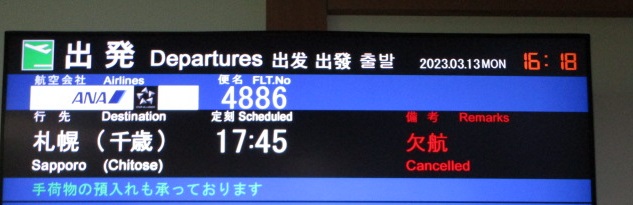 出発 Departures 出发 出發 출발 2023.03.13 MON 16:18
航空会社 Airlines 便名 FLT.No
ANA 4886
行先 Destination 定刻 Scheduled 備考 Remarks
札幌（千歳） 17:45 欠航
Sapporo (Chitose) Cancelled
手荷物の預入れも承っております